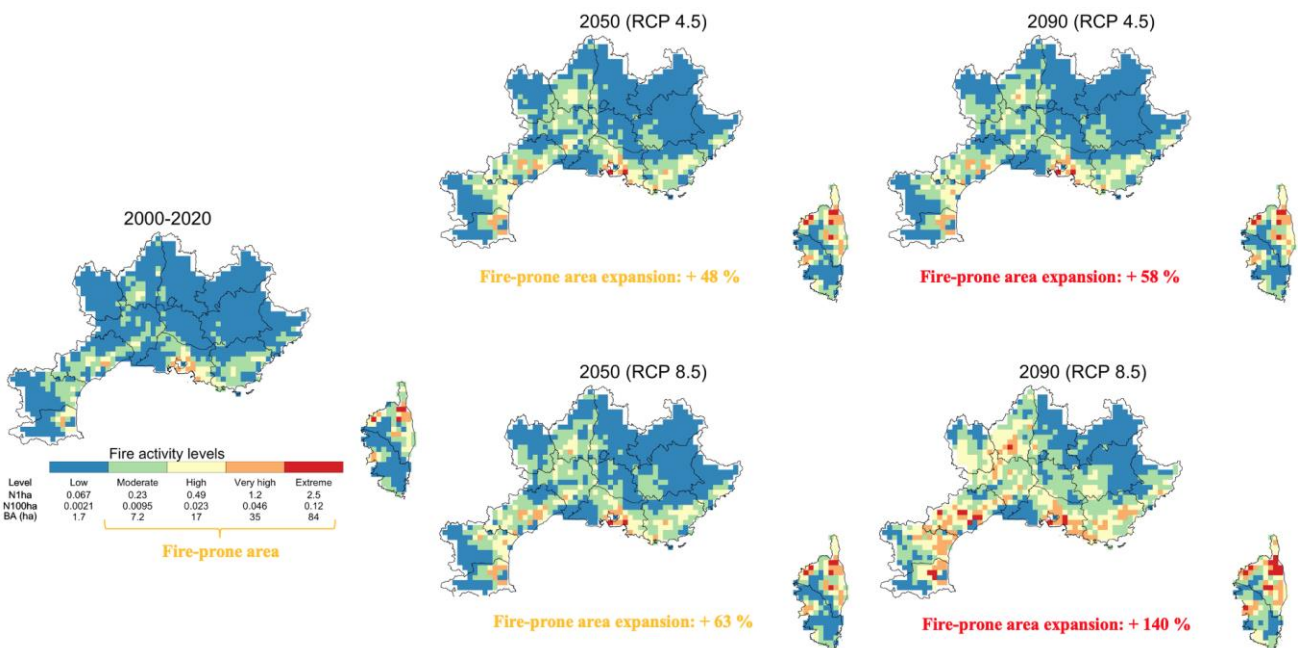 2050 (RCP 4.5)
2090 (RCP 4.5)
Fire-prone area expansion: + 48 %
Fire-prone area expansion: + 58 %
2000-2020
Fire activity levels
Level Low Moderate High Very high Extreme
N1ha 0.067 0.23 0.49 1.2 2.5
N100ha 0.0021 0.0095 0.023 0.046 0.12
BA (ha) 1.7 7.2 17 35 84
Fire-prone area
2050 (RCP 8.5)
2090 (RCP 8.5)
Fire-prone area expansion: + 63 %
Fire-prone area expansion: + 140 %